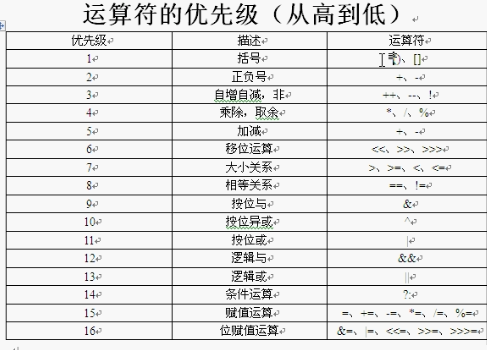 运算符的优先级（从高到低）
优先级 描述 运算符
1 括号 ()、[]
2 正负号 +、-
3 自增自减，非 ++、--、!
4 乘除，取余 *、/、%
5 加减 +、-
6 移位运算 <<、>>、>>>
7 大小关系 >、>=、<、<=
8 相等关系 ==、!=
9 按位与 &
10 按位异或 ^
11 按位或 |
12 逻辑与 &&
13 逻辑或 ||
14 条件运算 ?:
15 赋值运算 =、+=、-=、*=、/=、%=
16 位赋值运算 &=、|=、<<=、>>=、>>>=